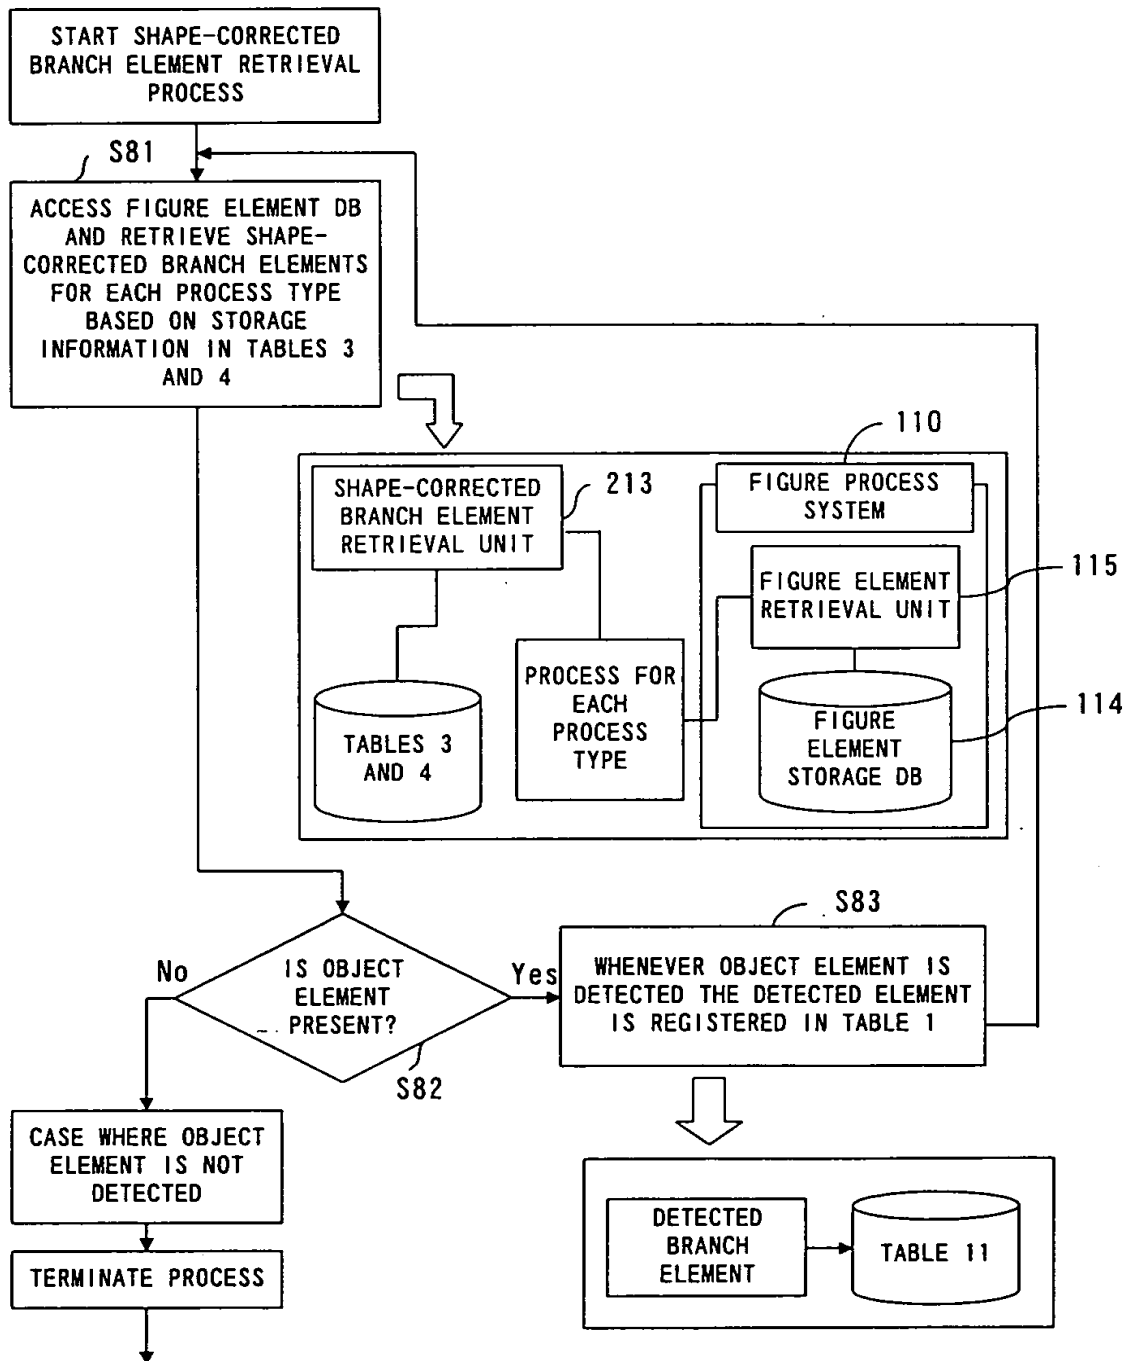 START SHAPE-CORRECTED
BRANCH ELEMENT RETRIEVAL
PROCESS
S81
ACCESS FIGURE ELEMENT DB
AND RETRIEVE SHAPE-
CORRECTED BRANCH ELEMENTS
FOR EACH PROCESS TYPE
BASED ON STORAGE
INFORMATION IN TABLES 3
AND 4
110
SHAPE-CORRECTED
BRANCH ELEMENT
RETRIEVAL UNIT
213
FIGURE PROCESS
SYSTEM
115
FIGURE ELEMENT
RETRIEVAL UNIT
PROCESS FOR
EACH
PROCESS
TYPE
TABLES 3
AND 4
FIGURE
ELEMENT
STORAGE DB
114
S83
No
IS OBJECT
ELEMENT
PRESENT?
Yes
WHENEVER OBJECT ELEMENT IS
DETECTED THE DETECTED ELEMENT
IS REGISTERED IN TABLE 1
S82
CASE WHERE OBJECT
ELEMENT IS NOT
DETECTED
TERMINATE PROCESS
DETECTED
BRANCH
ELEMENT
TABLE 11